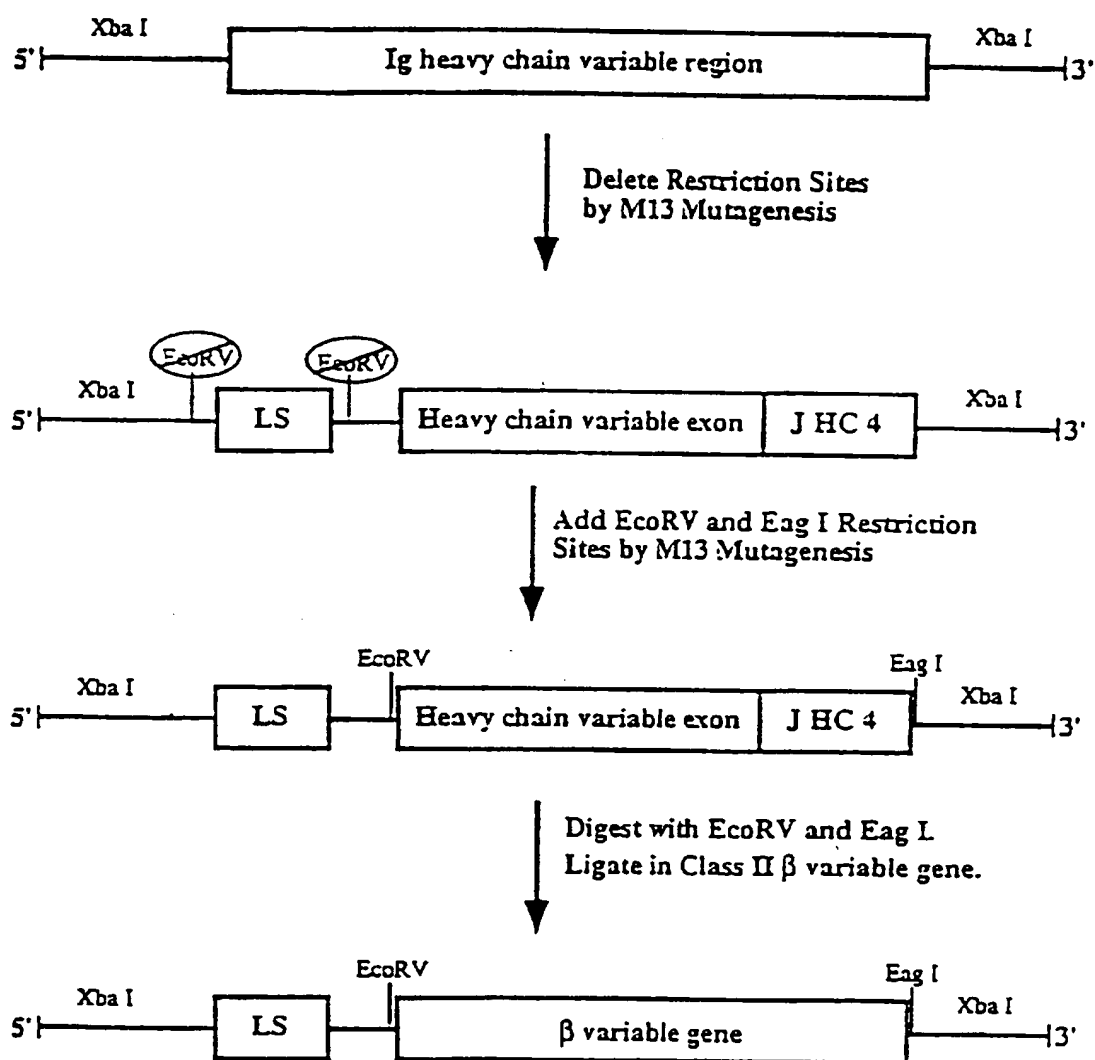 Xba I
Xba I
5'
Ig heavy chain variable region
3'
Delete Restriction Sites
by M13 Mutagenesis
EcoRV
EcoRV
Xba I
Xba I
5'
LS
Heavy chain variable exon
J HC 4
3'
Add EcoRV and Eag I Restriction
Sites by M13 Mutagenesis
EcoRV
Eag I
Xba I
Xba I
5'
LS
Heavy chain variable exon
J HC 4
3'
Digest with EcoRV and Eag I.
Ligate in Class II β variable gene.
EcoRV
Eag I
Xba I
Xba I
5'
LS
β variable gene
3'